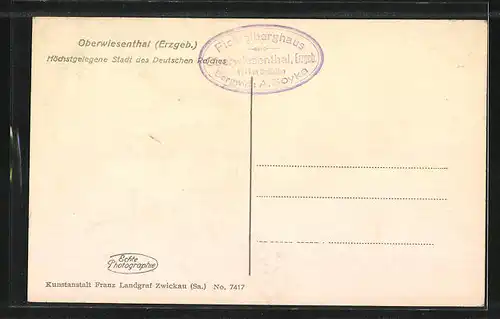 Oberwiesenthal (Erzgeb.)
Höchstgelegene Stadt des Deutschen Reiches
Fichtelberghaus
Oberwiesenthal, Erzgeb.
A.
Echte
Photographie
Kunstanstalt Franz Landgraf Zwickau (Sa.) No. 7417